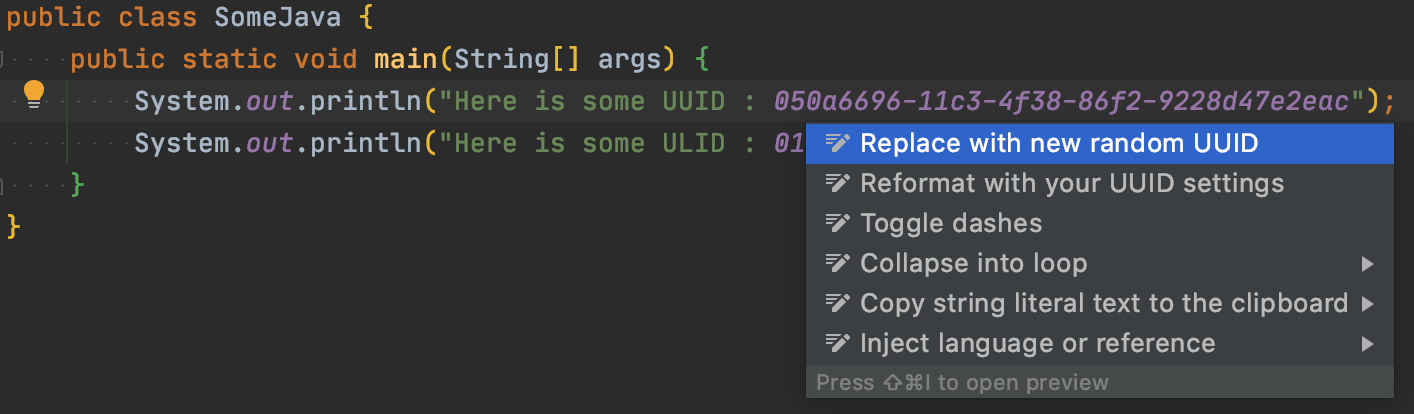 public class SomeJava {
public static void main(String[] args) {
System.out.println("Here is some UUID : 050a6696-11c3-4f38-86f2-9228d47e2eac");
System.out.println("Here is some ULID : 01
}
}
Replace with new random UUID
Reformat with your UUID settings
Toggle dashes
Collapse into loop
Copy string literal text to the clipboard
Inject language or reference
Press ⇧⌘I to open preview